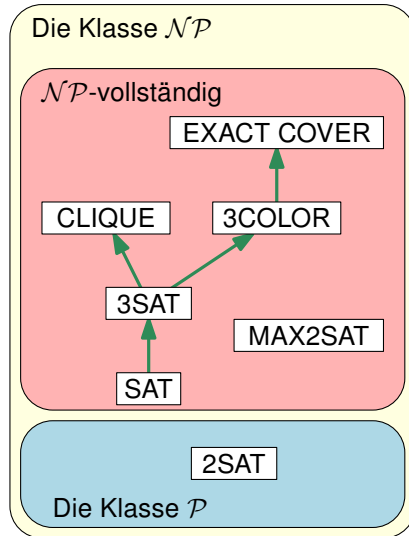 Die Klasse 𝒩𝒫
𝒩𝒫-vollständig
EXACT COVER
CLIQUE
3COLOR
3SAT
MAX2SAT
SAT
2SAT
Die Klasse 𝒫